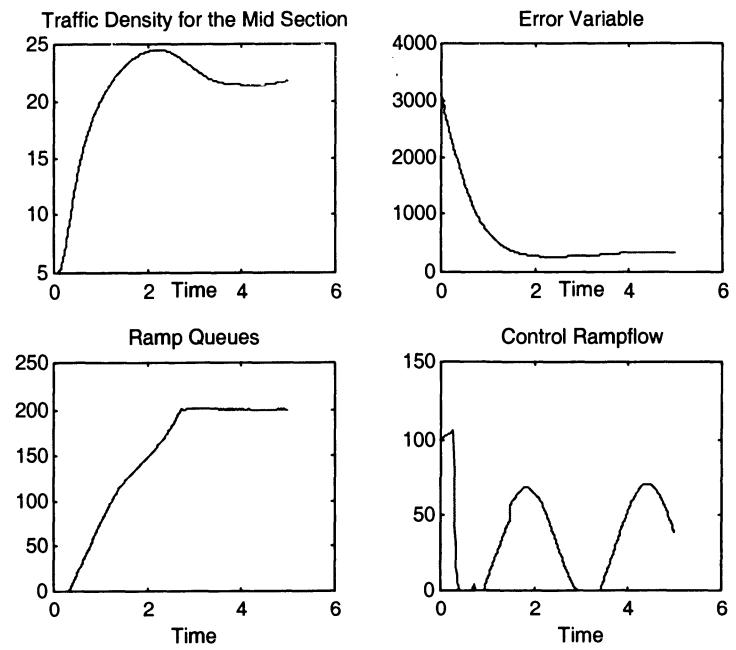 Traffic Density for the Mid Section
25
20
15
10
5
0 2 4 6
Time
Error Variable
4000
3000
2000
1000
0
0 2 4 6
Time
Ramp Queues
250
200
150
100
50
0
0 2 4 6
Time
Control Rampflow
150
100
50
0
0 2 4 6
Time